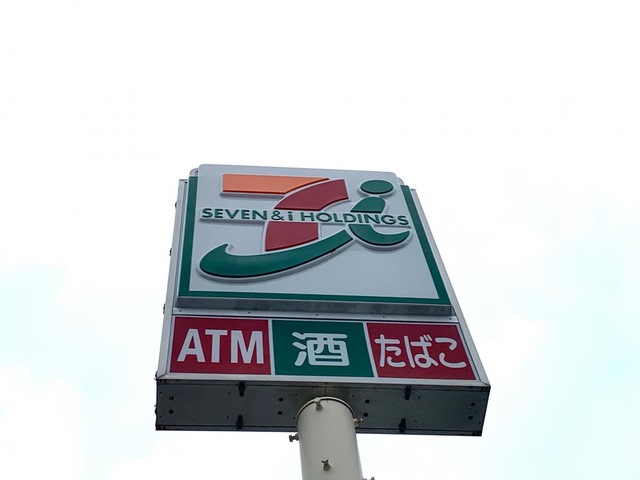 SEVEN & i HOLDINGS
ATM 酒 たばこ